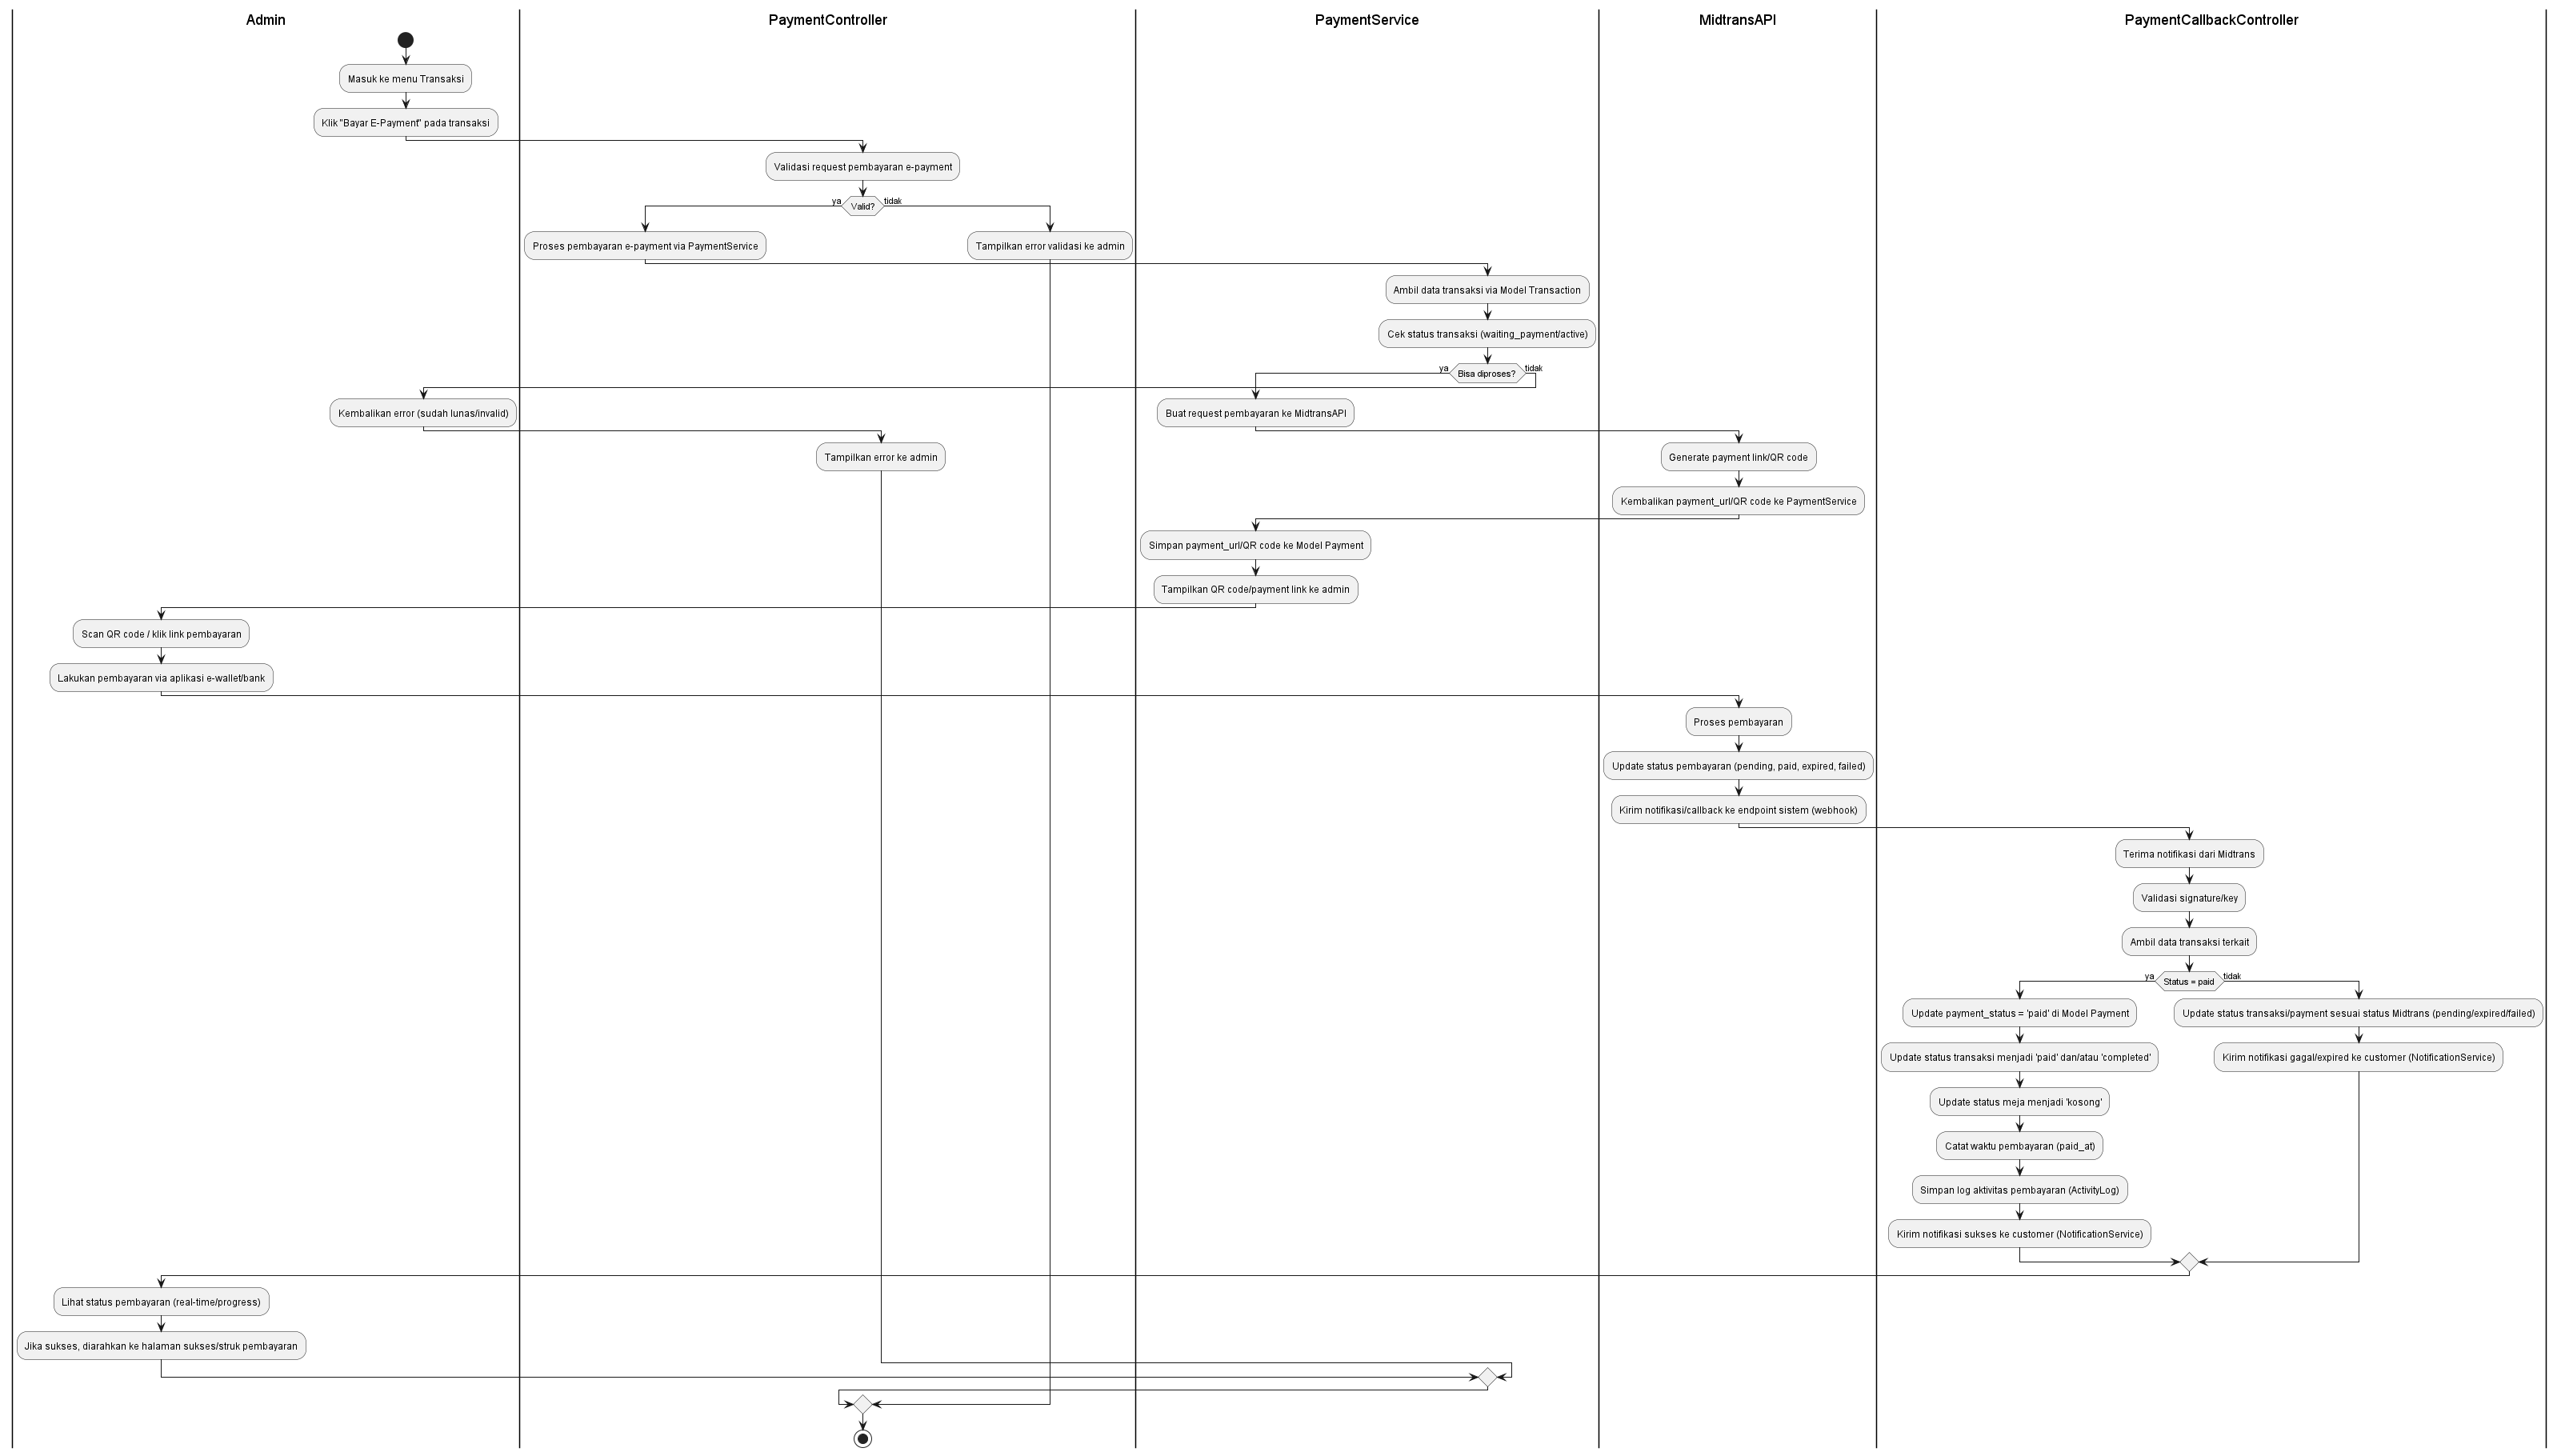 Admin
PaymentController
PaymentService
MidtransAPI
PaymentCallbackController
Masuk ke menu Transaksi
Klik "Bayar E-Payment" pada transaksi
Validasi request pembayaran e-payment
ya
Valid?
tidak
Proses pembayaran e-payment via PaymentService
Tampilkan error validasi ke admin
Ambil data transaksi via Model Transaction
Cek status transaksi (waiting_payment/active)
ya
Bisa diproses?
tidak
Kembalikan error (sudah lunas/invalid)
Buat request pembayaran ke MidtransAPI
Tampilkan error ke admin
Generate payment link/QR code
Kembalikan payment_url/QR code ke PaymentService
Simpan payment_url/QR code ke Model Payment
Tampilkan QR code/payment link ke admin
Scan QR code / klik link pembayaran
Lakukan pembayaran via aplikasi e-wallet/bank
Proses pembayaran
Update status pembayaran (pending, paid, expired, failed)
Kirim notifikasi/callback ke endpoint sistem (webhook)
Terima notifikasi dari Midtrans
Validasi signature/key
Ambil data transaksi terkait
ya
Status = paid
tidak
Update payment_status = 'paid' di Model Payment
Update status transaksi/payment sesuai status Midtrans (pending/expired/failed)
Update status transaksi menjadi 'paid' dan/atau 'completed'
Kirim notifikasi gagal/expired ke customer (NotificationService)
Update status meja menjadi 'kosong'
Catat waktu pembayaran (paid_at)
Simpan log aktivitas pembayaran (ActivityLog)
Kirim notifikasi sukses ke customer (NotificationService)
Lihat status pembayaran (real-time/progress)
Jika sukses, diarahkan ke halaman sukses/struk pembayaran